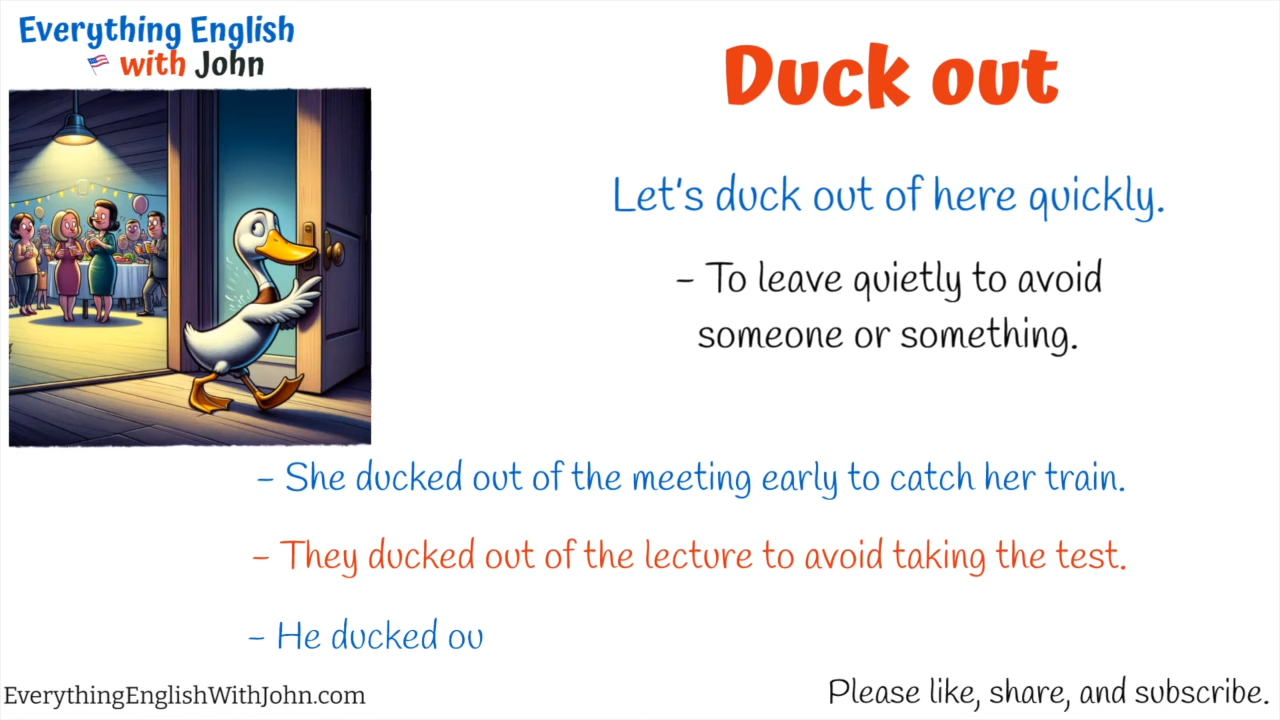 Everything English
with John
Duck out
Let's duck out of here quickly.
- To leave quietly to avoid
someone or something.
- She ducked out of the meeting early to catch her train.
- They ducked out of the lecture to avoid taking the test.
- He ducked ou
EverythingEnglishWithJohn.com
Please like, share, and subscribe.